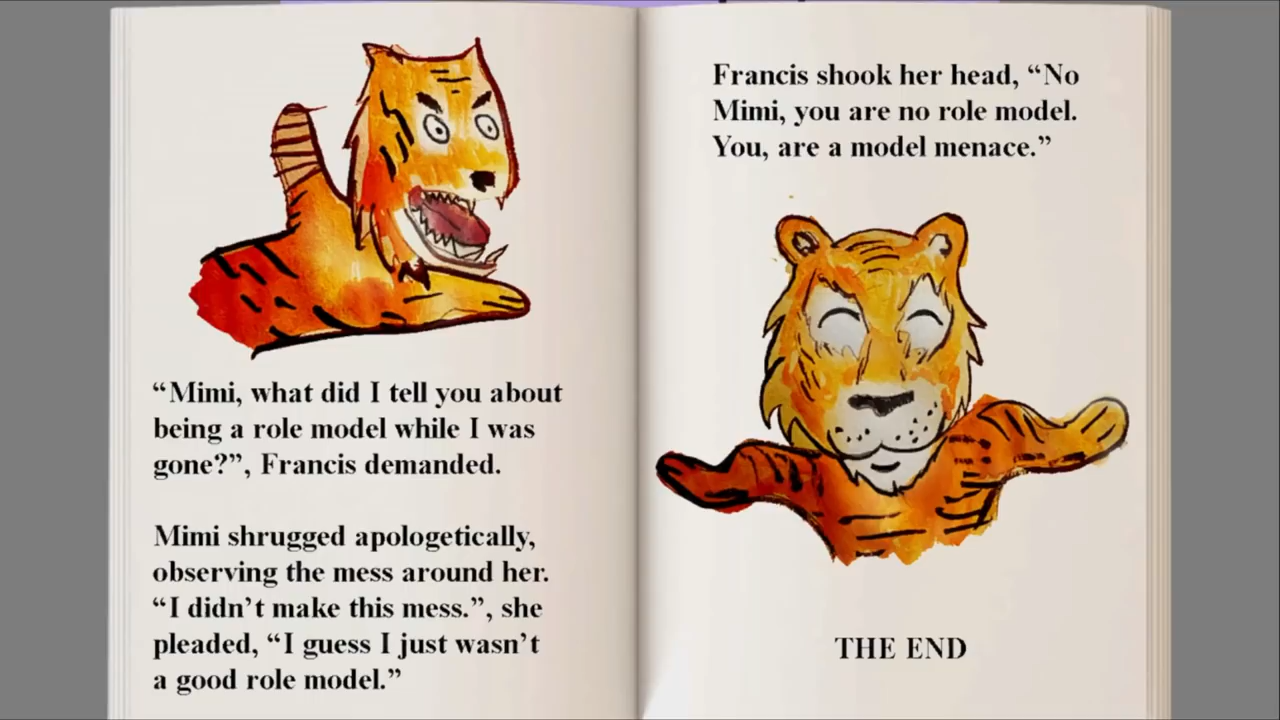 “Mimi, what did I tell you about
being a role model while I was
gone?”, Francis demanded.
Mimi shrugged apologetically,
observing the mess around her.
“I didn’t make this mess.”, she
pleaded, “I guess I just wasn’t
a good role model.”
Francis shook her head, “No
Mimi, you are no role model.
You, are a model menace.”
THE END